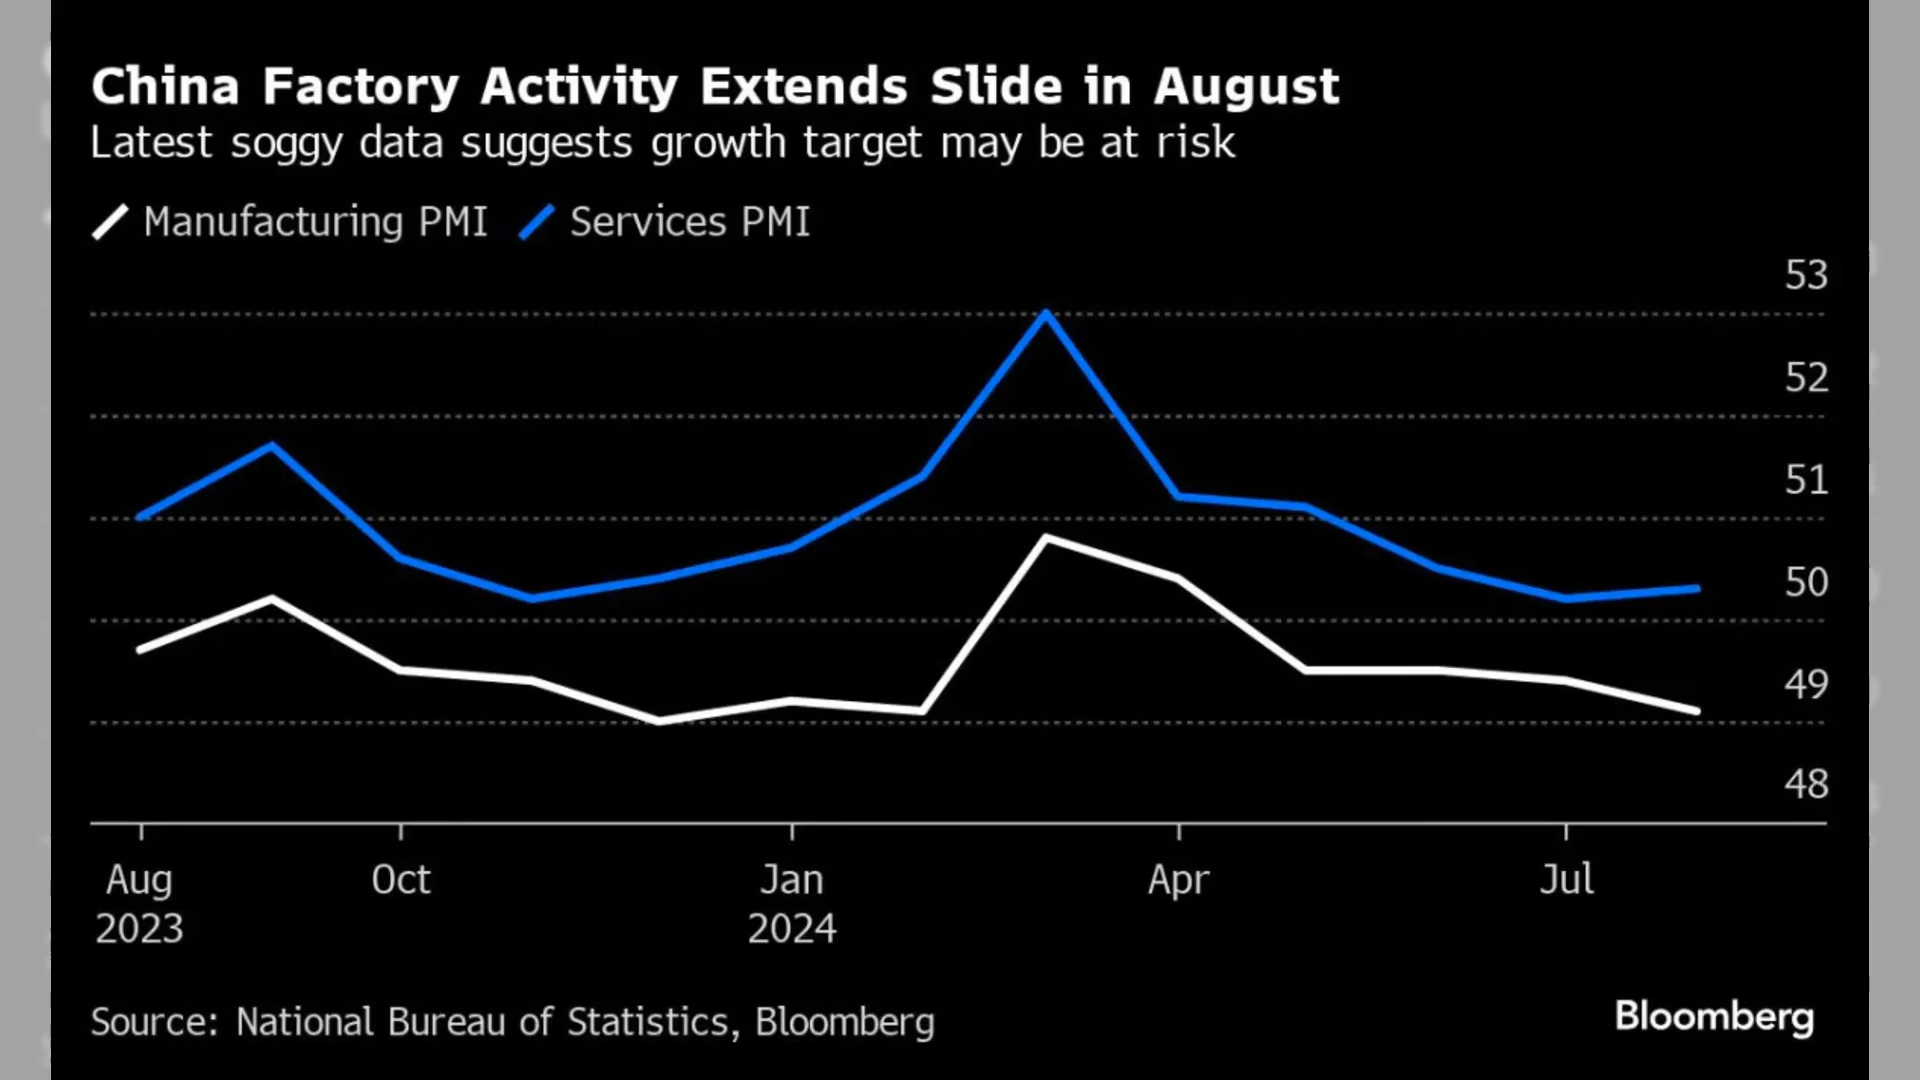 China Factory Activity Extends Slide in August
Latest soggy data suggests growth target may be at risk
Manufacturing PMI Services PMI
53
52
51
50
49
48
Aug Oct Jan Apr Jul
2023 2024
Source: National Bureau of Statistics, Bloomberg
Bloomberg